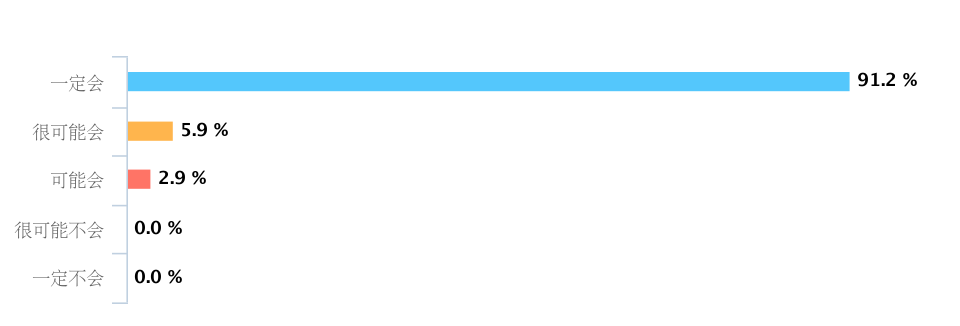 一定会 91.2 %
很可能会 5.9 %
可能会 2.9 %
很可能不会 0.0 %
一定不会 0.0 %